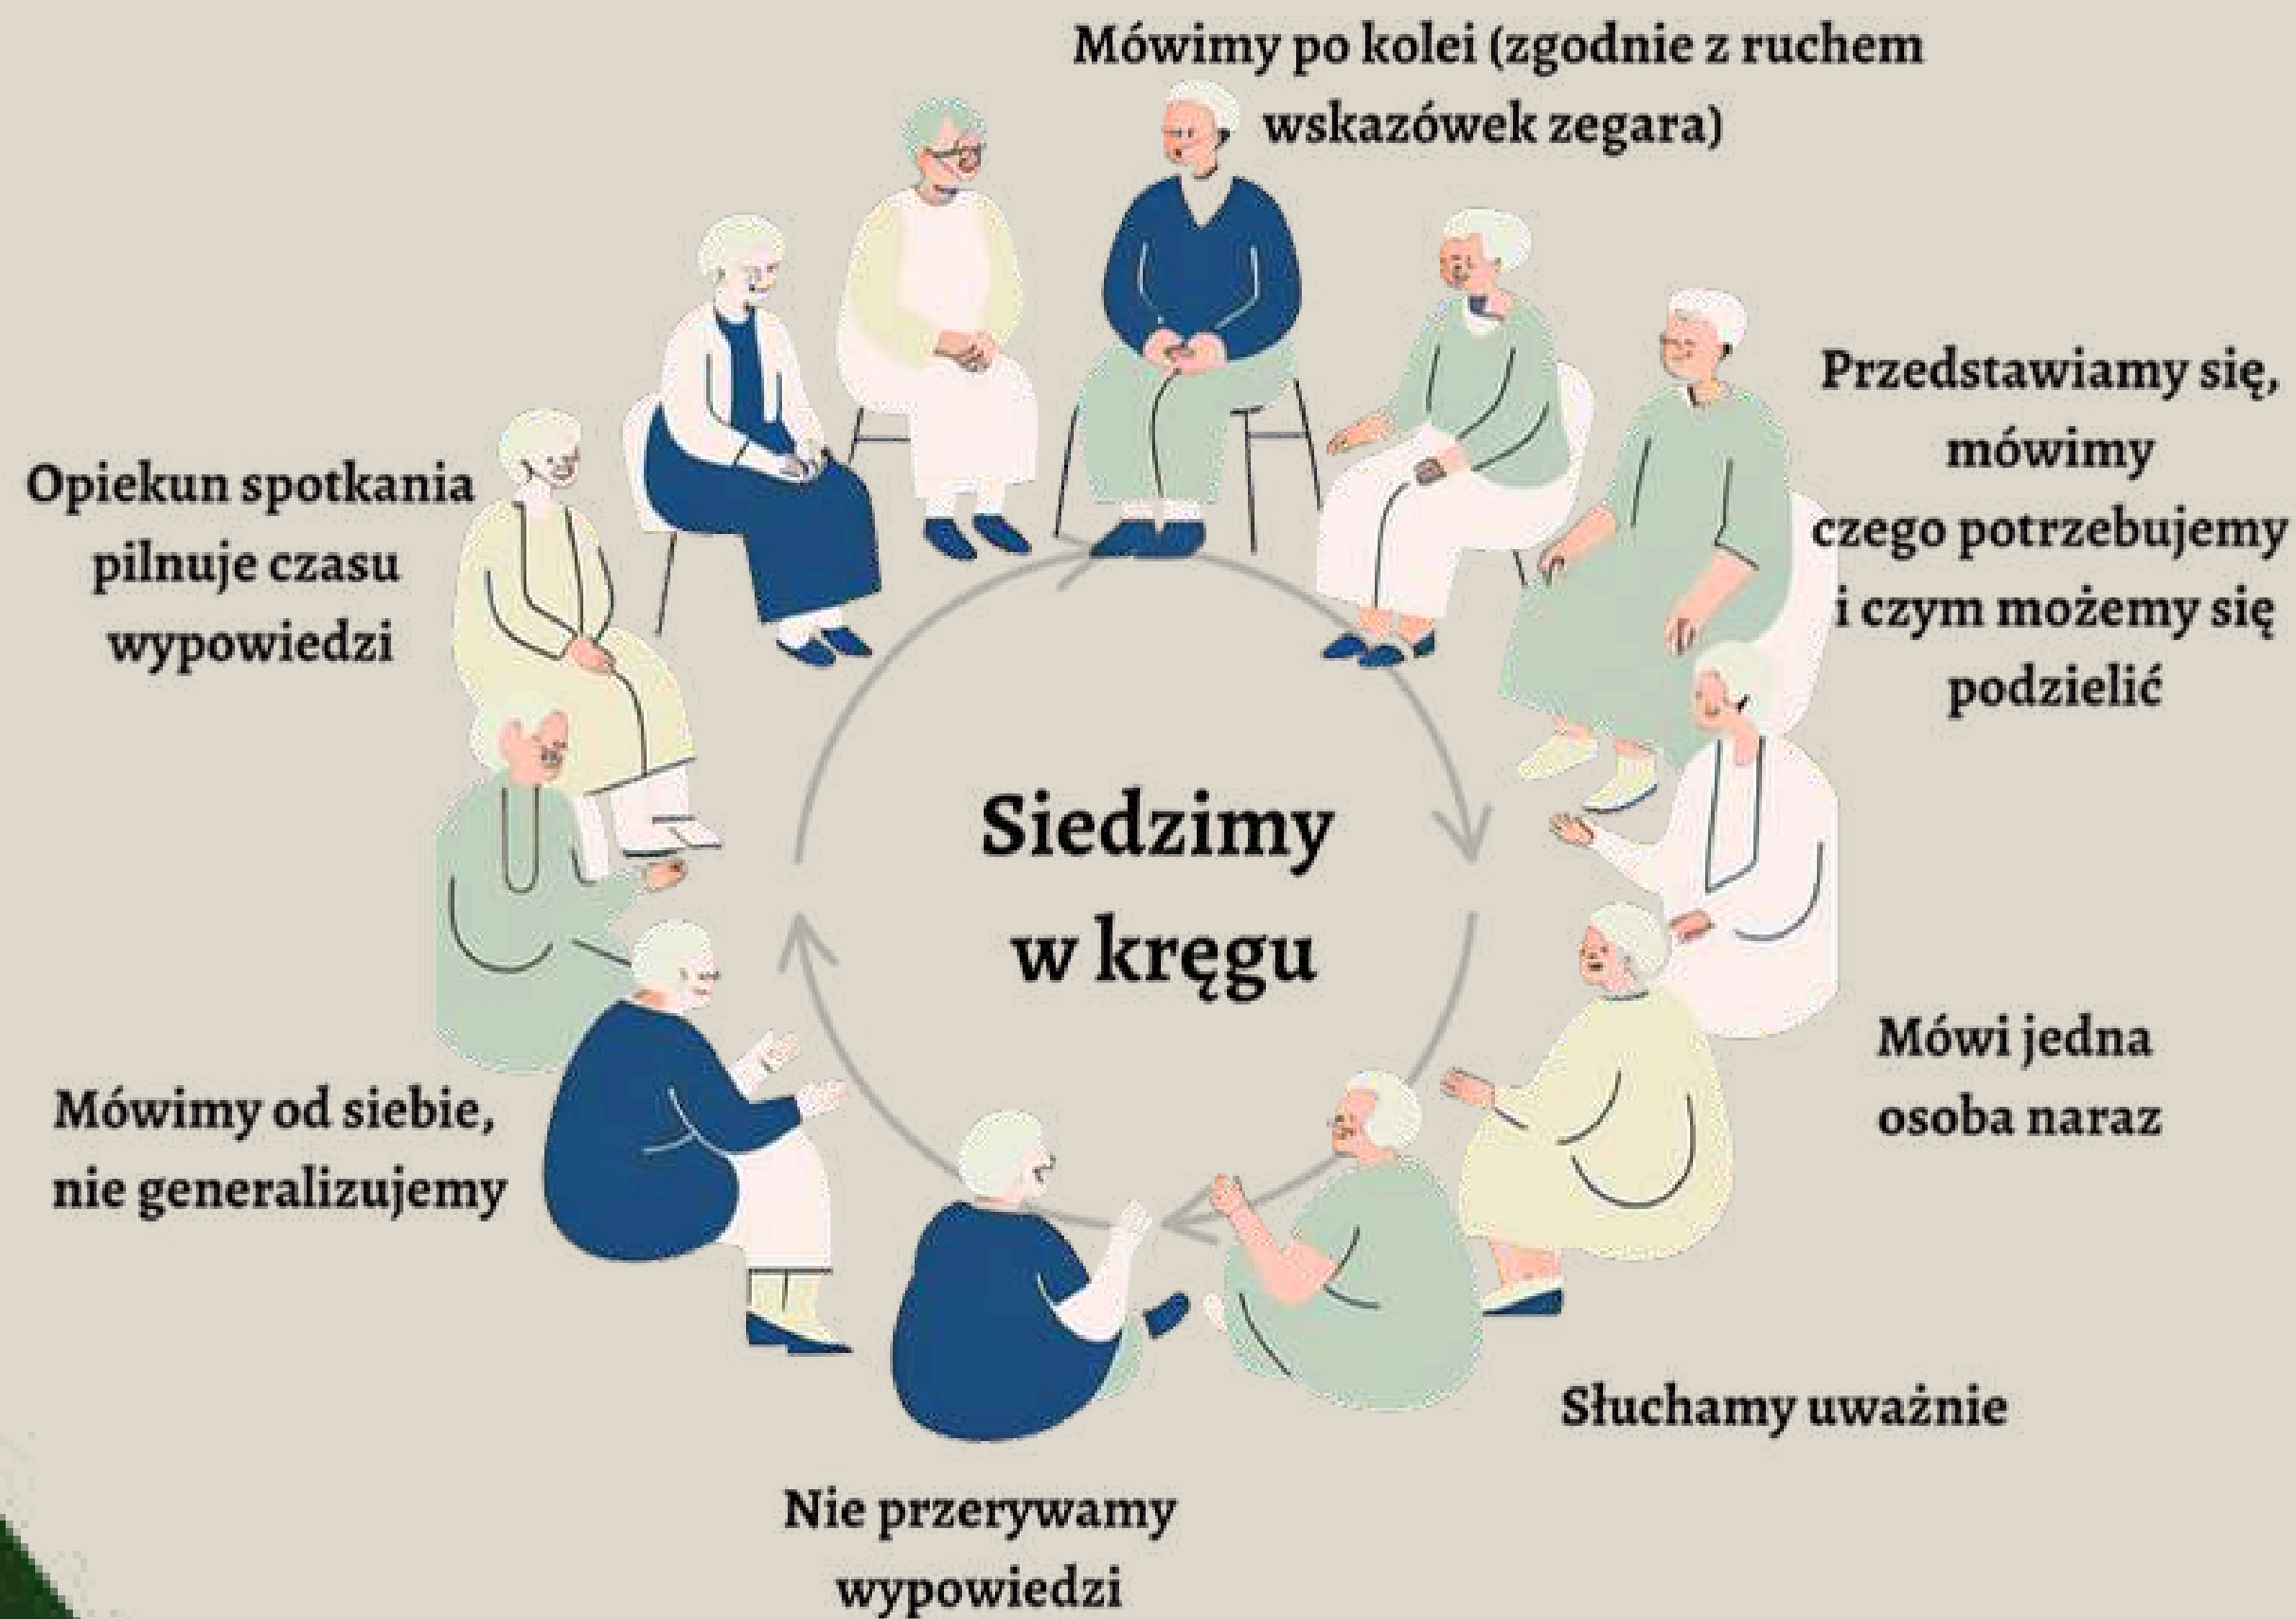 Mówimy po kolei (zgodnie z ruchem
wskazówek zegara)
Przedstawiamy się,
mówimy
czego potrzebujemy
i czym możemy się
podzielić
Mówi jedna
osoba naraz
Słuchamy uważnie
Nie przerywamy
wypowiedzi
Mówimy od siebie,
nie generalizujemy
Opiekun spotkania
pilnuje czasu
wypowiedzi
Siedzimy
w kręgu